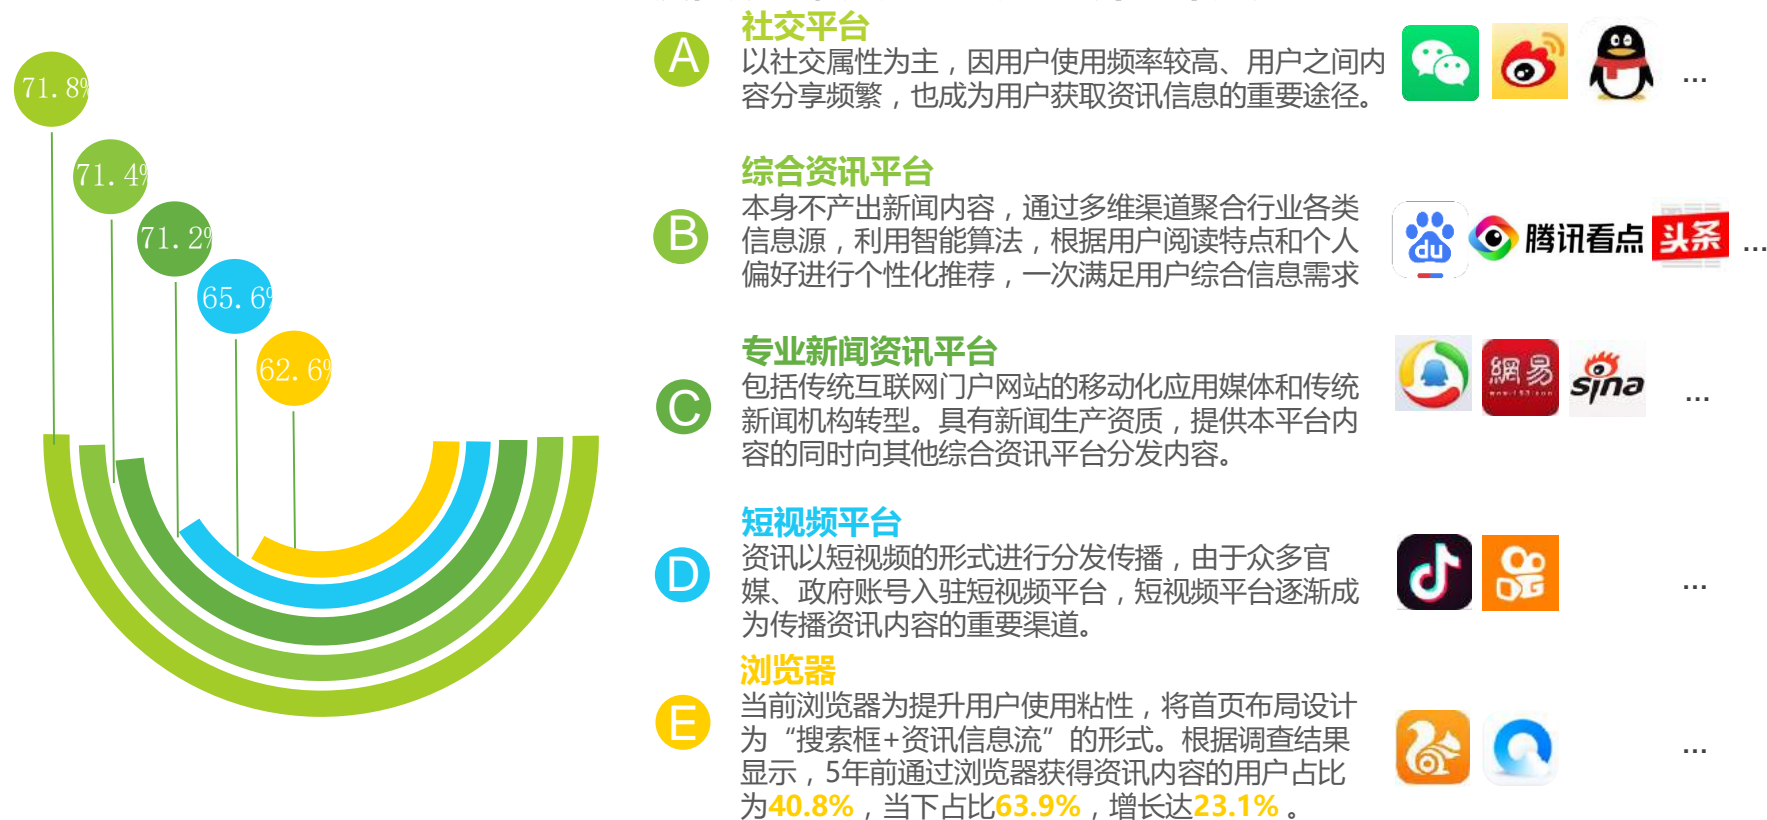 71.8%
71.4%
71.2%
65.6%
62.6%
A
社交平台
以社交属性为主，因用户使用频率较高、用户之间内
容分享频繁，也成为用户获取资讯信息的重要途径。
...
B
综合资讯平台
本身不产出新闻内容，通过多维渠道聚合行业各类
信息源，利用智能算法，根据用户阅读特点和个人
偏好进行个性化推荐，一次满足用户综合信息需求
du
腾讯看点
头条
...
C
专业新闻资讯平台
包括传统互联网门户网站的移动化应用媒体和传统
新闻机构转型。具有新闻生产资质，提供本平台内
容的同时向其他综合资讯平台分发内容。
網易
sina
...
D
短视频平台
资讯以短视频的形式进行分发传播，由于众多官
媒、政府账号入驻短视频平台，短视频平台逐渐成
为传播资讯内容的重要渠道。
...
E
浏览器
当前浏览器为提升用户使用粘性，将首页布局设计
为“搜索框+资讯信息流”的形式。根据调查结果
显示，5年前通过浏览器获得资讯内容的用户占比
为40.8%，当下占比63.9%，增长达23.1% 。
...